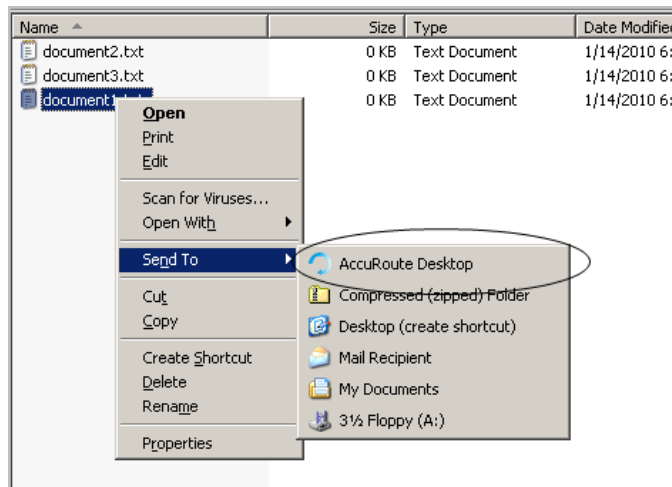 Name Size Type Date Modifie
document2.txt 0 KB Text Document 1/14/2010 6:
document3.txt 0 KB Text Document 1/14/2010 6:
document1.txt 0 KB Text Document 1/14/2010 6:
Open
Print
Edit
Scan for Viruses...
Open With
Send To
AccuRoute Desktop
Compressed (zipped) Folder
Desktop (create shortcut)
Mail Recipient
My Documents
3½ Floppy (A:)
Cut
Copy
Create Shortcut
Delete
Rename
Properties